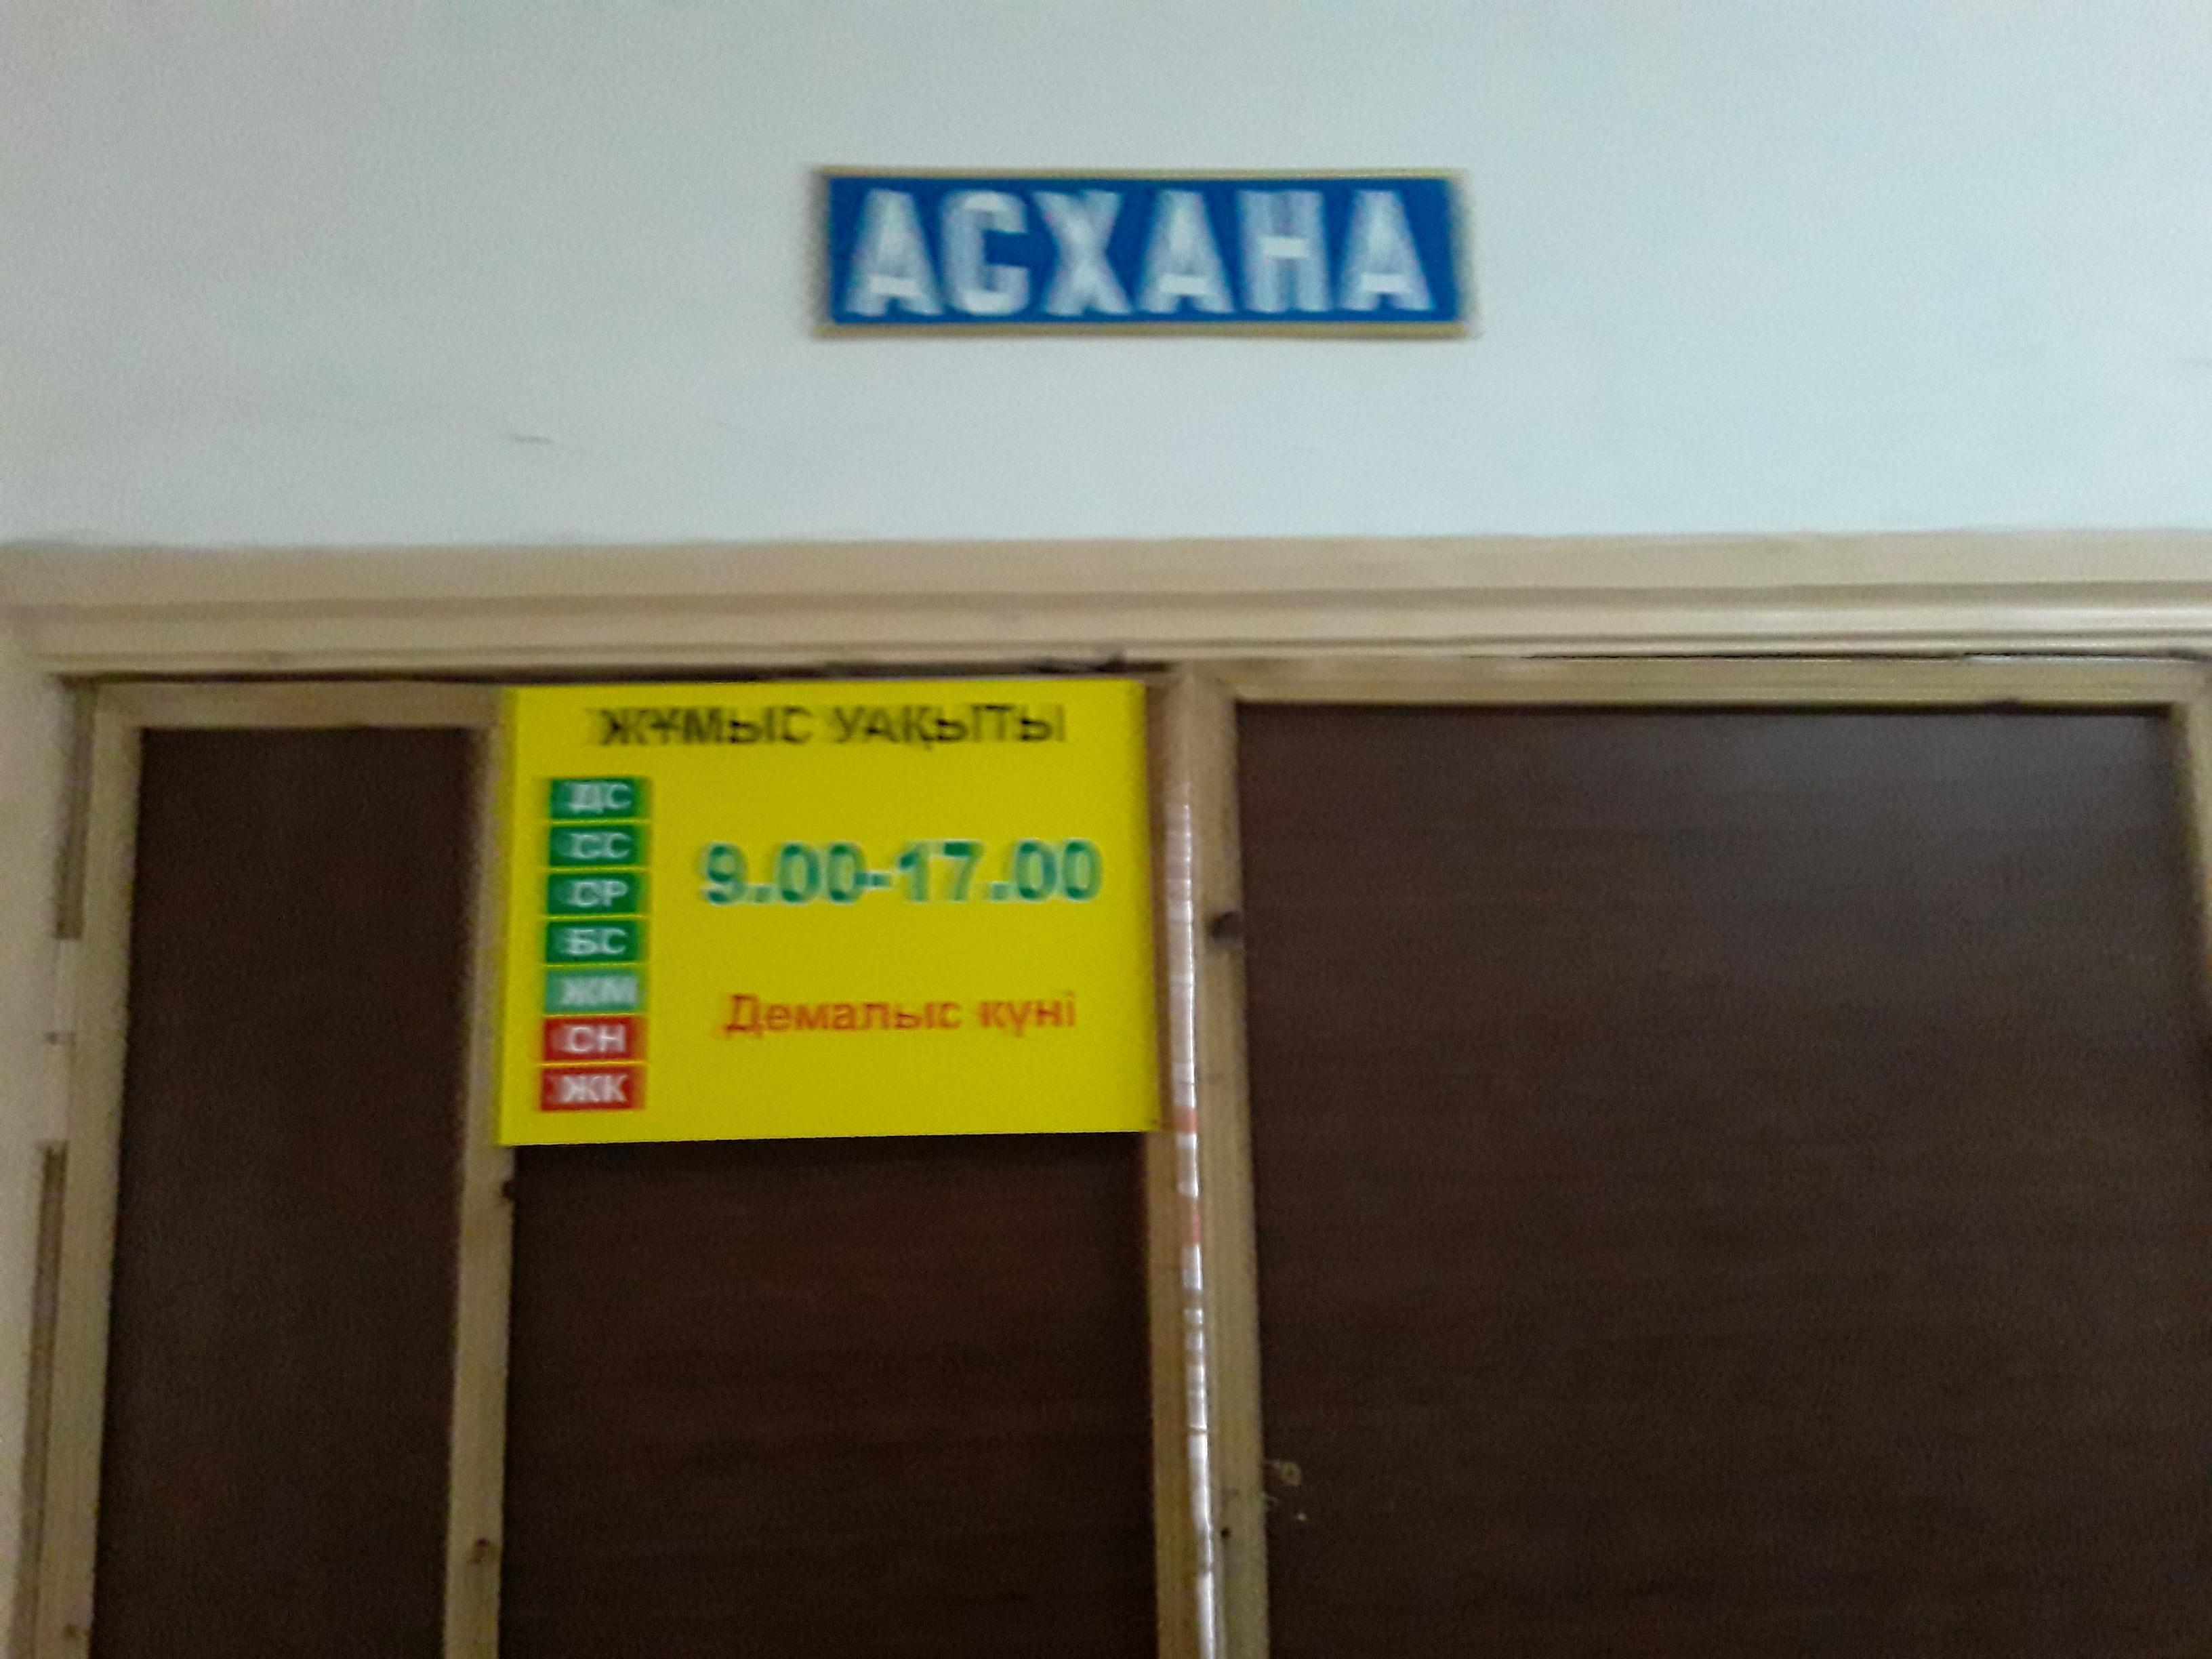 АСХАНА
ЖҰМЫС УАҚЫТЫ
ДС
СС
СР
БС
ЖМ
СН
ЖК
9.00-17.00
Демалыс күні